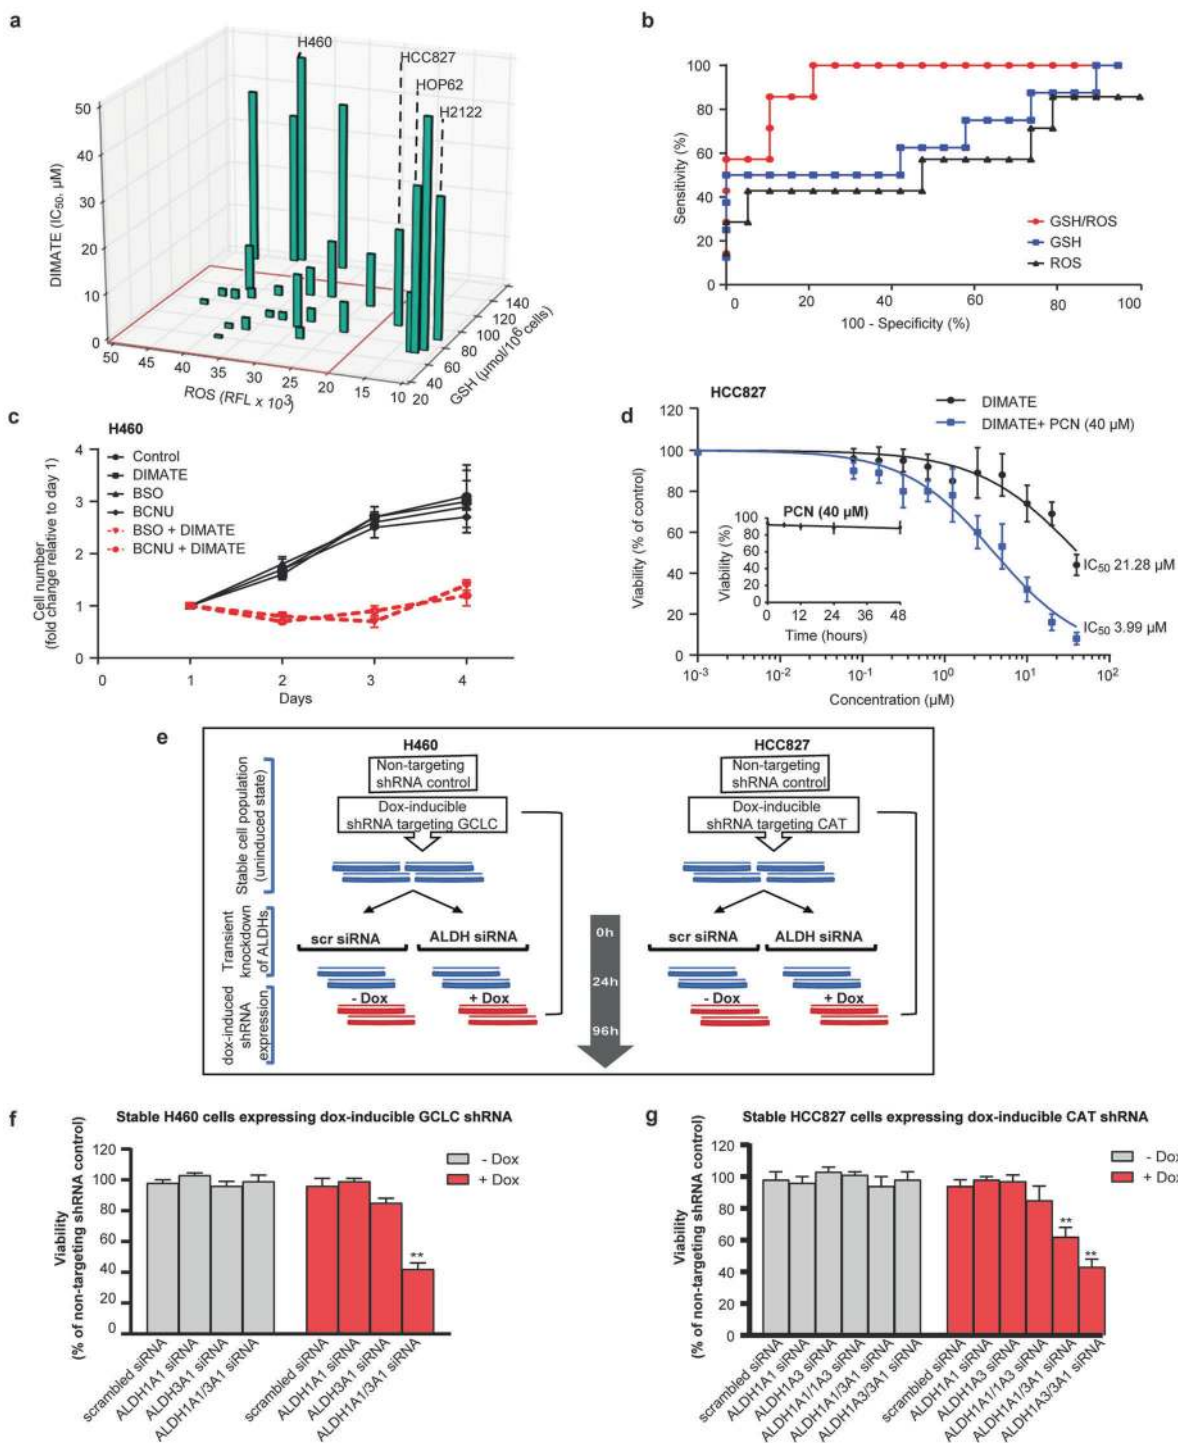 a
H460
HCC827
HOP62
H2122
DIMATE (IC50, µM)
50
40
30
20
10
0
50
45
40
35
30
25
20
15
10
ROS (RFL x 10³)
20
40
60
80
100
120
140
GSH (µmol/10⁶ cells)
b
Sensitivity (%)
100
80
60
40
20
0
0 20 40 60 80 100
100 - Specificity (%)
GSH/ROS
GSH
ROS
c
H460
Cell number
(fold change relative to day 1)
4
3
2
1
0
0 1 2 3 4
Days
Control
DIMATE
BSO
BCNU
BSO + DIMATE
BCNU + DIMATE
d
HCC827
DIMATE
DIMATE+ PCN (40 µM)
Viability (% of control)
120
100
80
60
40
20
0
10-3 10-1 100 101 102
Concentration (µM)
IC50 21.28 µM
IC50 3.99 µM
PCN (40 µM)
Viability (%)
100
80
60
40
20
0
0 12 24 36 48
Time (hours)
e
H460
Non-targeting
shRNA control
Dox-inducible
shRNA targeting GCLC
HCC827
Non-targeting
shRNA control
Dox-inducible
shRNA targeting CAT
Stable cell population
(uninduced state)
Transient
knockdown
of ALDHs
dox-induced
shRNA
expression
scr siRNA ALDH siRNA
- Dox + Dox
0h
24h
96h
scr siRNA ALDH siRNA
- Dox + Dox
f
Stable H460 cells expressing dox-inducible GCLC shRNA
Viability
(% of non-targeting shRNA control)
120
100
80
60
40
20
0
- Dox
+ Dox
**
scrambled siRNA
ALDH1A1 siRNA
ALDH3A1 siRNA
ALDH1A1/3A1 siRNA
scrambled siRNA
ALDH1A1 siRNA
ALDH3A1 siRNA
ALDH1A1/3A1 siRNA
g
Stable HCC827 cells expressing dox-inducible CAT shRNA
Viability
(% of non-targeting shRNA control)
120
100
80
60
40
20
0
- Dox
+ Dox
**
**
scrambled siRNA
ALDH1A1 siRNA
ALDH1A3 siRNA
ALDH1A1/1A3 siRNA
ALDH1A1/3A1 siRNA
ALDH1A3/3A1 siRNA
scrambled siRNA
ALDH1A1 siRNA
ALDH1A3 siRNA
ALDH1A1/1A3 siRNA
ALDH1A1/3A1 siRNA
ALDH1A3/3A1 siRNA